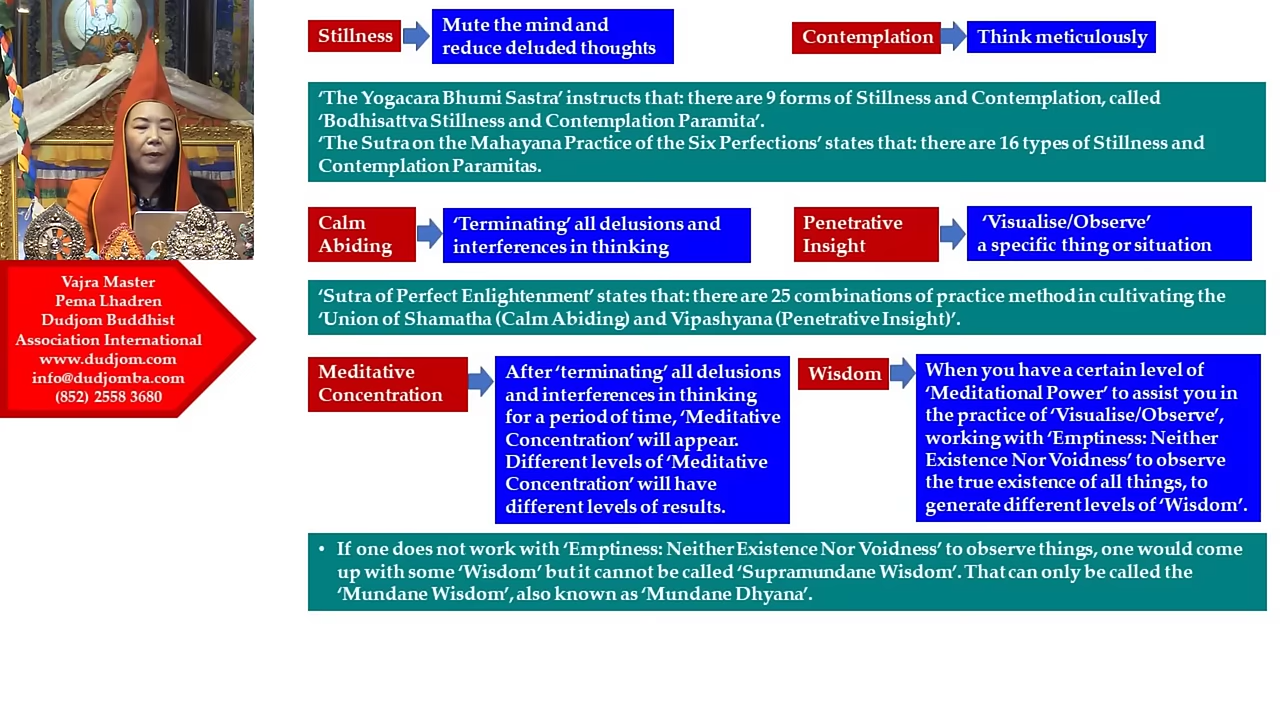 Stillness
Mute the mind and
reduce deluded thoughts
Contemplation
Think meticulously
‘The Yogacara Bhumi Sastra’ instructs that: there are 9 forms of Stillness and Contemplation, called
‘Bodhisattva Stillness and Contemplation Paramita’.
‘The Sutra on the Mahayana Practice of the Six Perfections’ states that: there are 16 types of Stillness and
Contemplation Paramitas.
Calm
Abiding
‘Terminating’ all delusions and
interferences in thinking
Penetrative
Insight
‘Visualise/Observe’
a specific thing or situation
Vajra Master
Pema Lhadren
Dudjom Buddhist
Association International
www.dudjom.com
info@dudjomba.com
(852) 2558 3680
‘Sutra of Perfect Enlightenment’ states that: there are 25 combinations of practice method in cultivating the
‘Union of Shamatha (Calm Abiding) and Vipashyana (Penetrative Insight)’.
Meditative
Concentration
After ‘terminating’ all delusions
and interferences in thinking
for a period of time, ‘Meditative
Concentration’ will appear.
Different levels of ‘Meditative
Concentration’ will have
different levels of results.
Wisdom
When you have a certain level of
‘Meditational Power’ to assist you in
the practice of ‘Visualise/Observe’,
working with ‘Emptiness: Neither
Existence Nor Voidness’ to observe
the true existence of all things, to
generate different levels of ‘Wisdom’.
• If one does not work with ‘Emptiness: Neither Existence Nor Voidness’ to observe things, one would come
up with some ‘Wisdom’ but it cannot be called ‘Supramundane Wisdom’. That can only be called the
‘Mundane Wisdom’, also known as ‘Mundane Dhyana’.